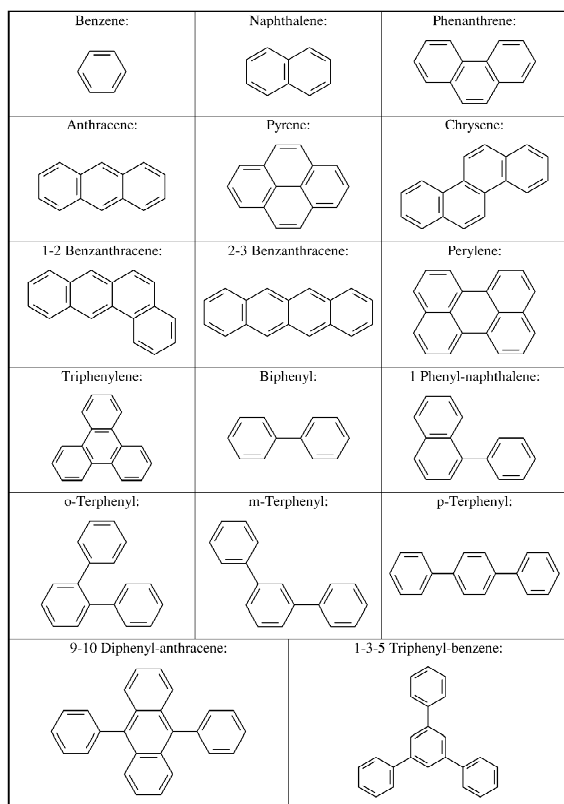 Benzene:
Naphthalene:
Phenanthrene:
Anthracene:
Pyrene:
Chrysene:
1-2 Benzanthracene:
2-3 Benzanthracene:
Perylene:
Triphenylene:
Biphenyl:
1 Phenyl-naphthalene:
o-Terphenyl:
m-Terphenyl:
p-Terphenyl:
9-10 Diphenyl-anthracene:
1-3-5 Triphenyl-benzene: